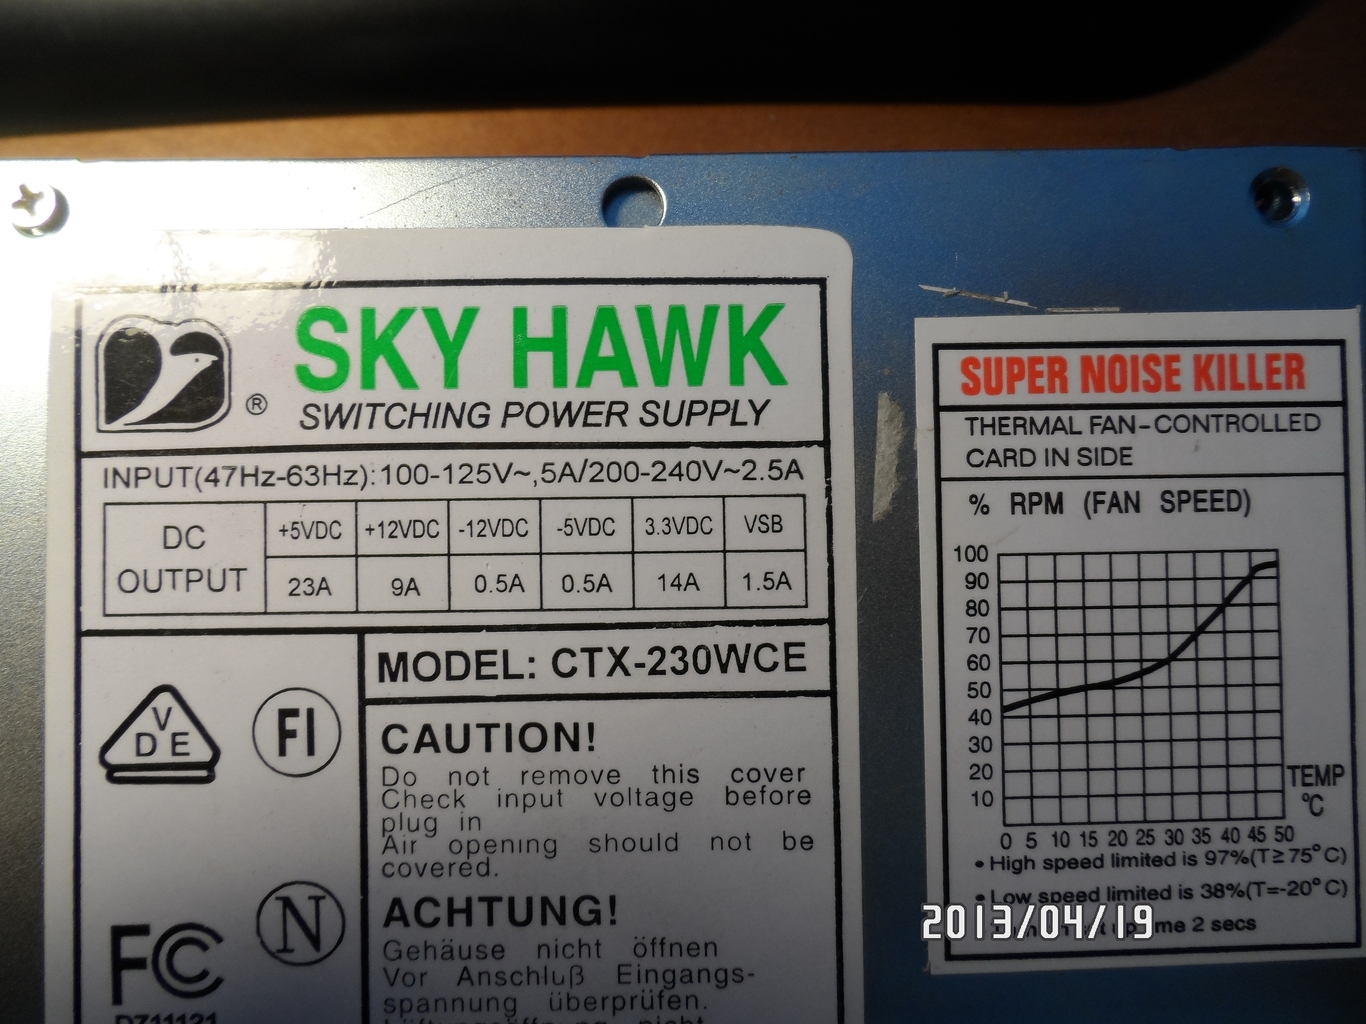 SKY HAWK
®
SWITCHING POWER SUPPLY
INPUT(47Hz-63Hz):100-125V~,5A/200-240V~2.5A
DC OUTPUT
+5VDC +12VDC -12VDC -5VDC 3.3VDC VSB
23A 9A 0.5A 0.5A 14A 1.5A
MODEL: CTX-230WCE
V
D E
FI
N
FC
CAUTION!
Do not remove this cover
Check input voltage before
plug in
Air opening should not be
covered.
ACHTUNG!
Gehäuse nicht öffnen
Vor Anschluß Eingangs-
spannung überprüfen.
nicht
SUPER NOISE KILLER
THERMAL FAN-CONTROLLED
CARD IN SIDE
% RPM (FAN SPEED)
100
90
80
70
60
50
40
30
20
10
TEMP
°C
0 5 10 15 20 25 30 35 40 45 50
• High speed limited is 97%(T≥75°C)
• Low speed limited is 38%(T=-20°C)
2 secs
2013/04/19